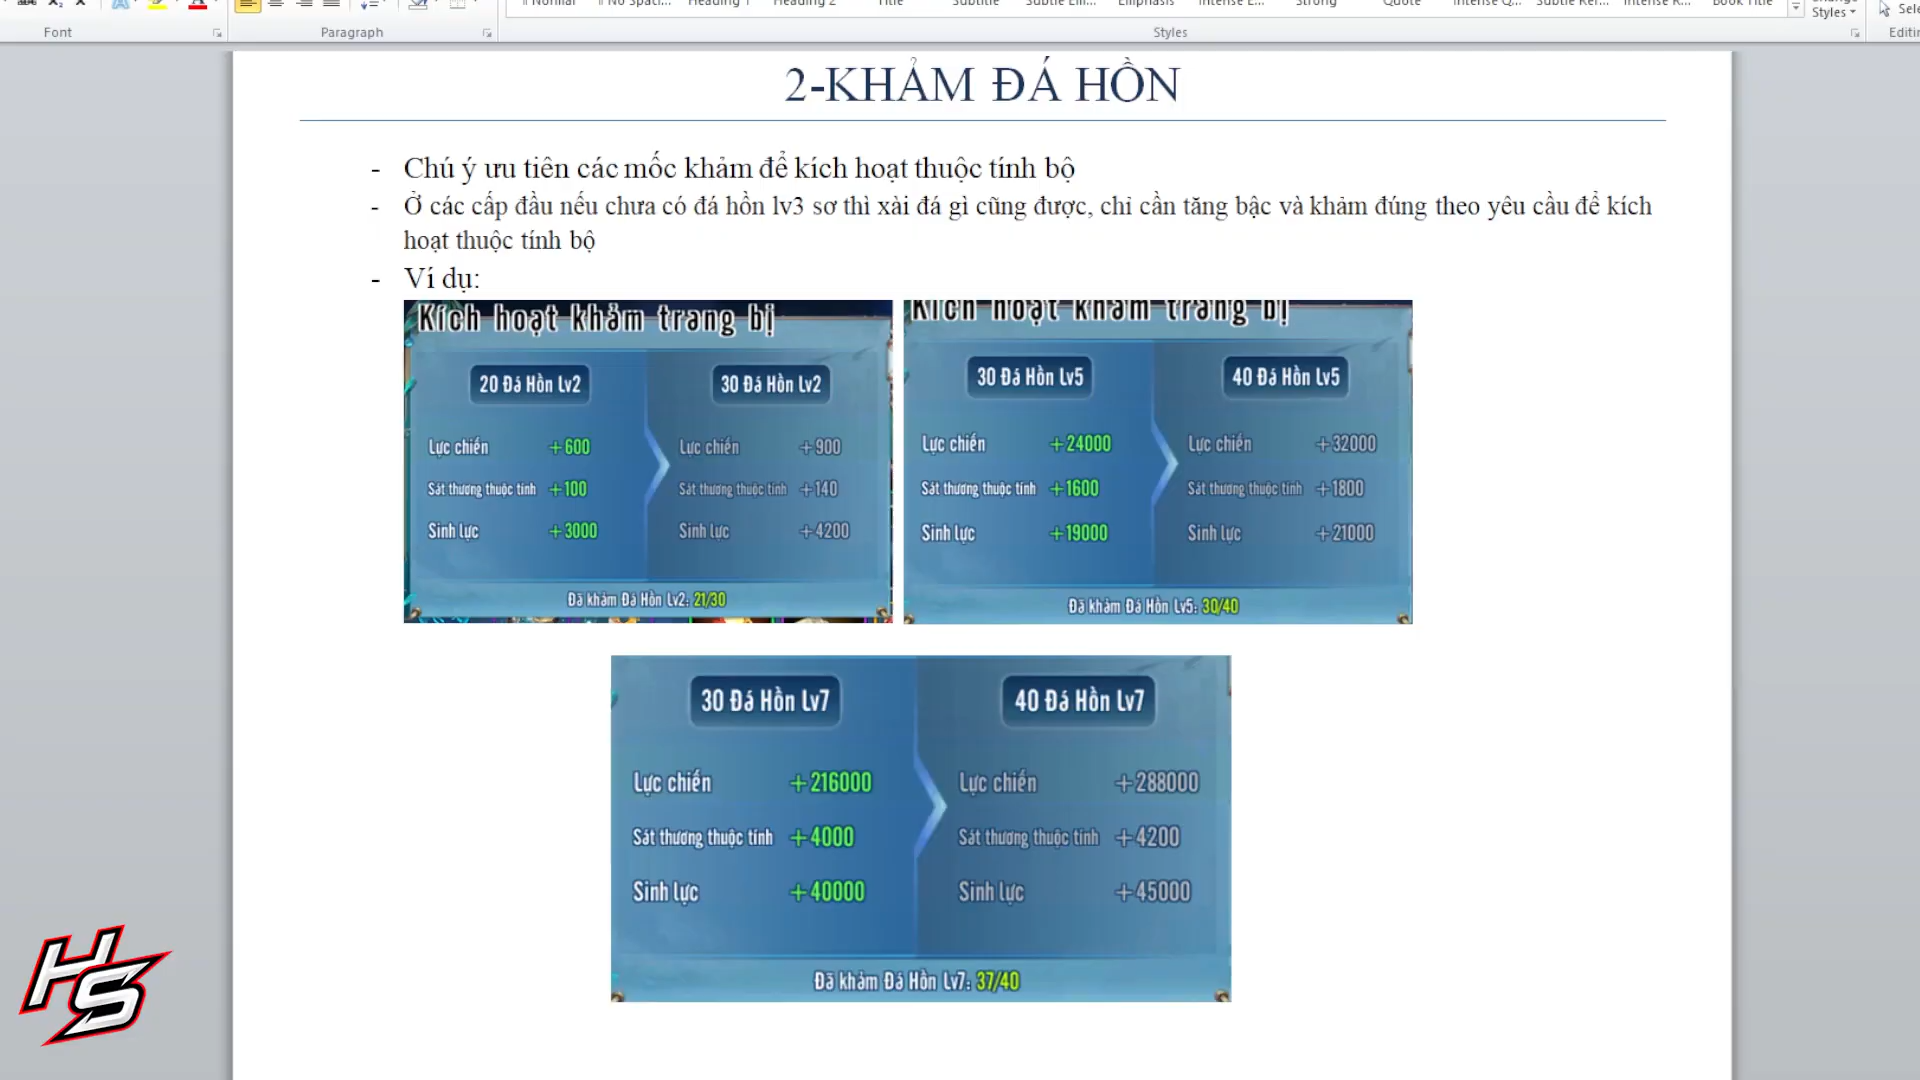 Font
Paragraph
Styles
Styles
2-KHẢM ĐÁ HỒN
- Chú ý ưu tiên các mốc khảm để kích hoạt thuộc tính bộ
- Ở các cấp đầu nếu chưa có đá hồn lv3 sơ thì xài đá gì cũng được, chỉ cần tăng bậc và khảm đúng theo yêu cầu để kích
hoạt thuộc tính bộ
- Ví dụ:
Kích hoạt khảm trang bị
20 Đá Hồn Lv2
30 Đá Hồn Lv2
Lực chiến +600
Lực chiến +900
Sát thương thuộc tính +100
Sát thương thuộc tính +140
Sinh lực +3000
Sinh lực +4200
Đã khảm Đá Hồn Lv2: 21/30
Kích hoạt khảm trang bị
30 Đá Hồn Lv5
40 Đá Hồn Lv5
Lực chiến +24000
Lực chiến +32000
Sát thương thuộc tính +1600
Sát thương thuộc tính +1800
Sinh lực +19000
Sinh lực +21000
Đã khảm Đá Hồn Lv5: 30/40
30 Đá Hồn Lv7
40 Đá Hồn Lv7
Lực chiến +216000
Lực chiến +288000
Sát thương thuộc tính +4000
Sát thương thuộc tính +4200
Sinh lực +40000
Sinh lực +45000
Đã khảm Đá Hồn Lv7: 37/40
HS